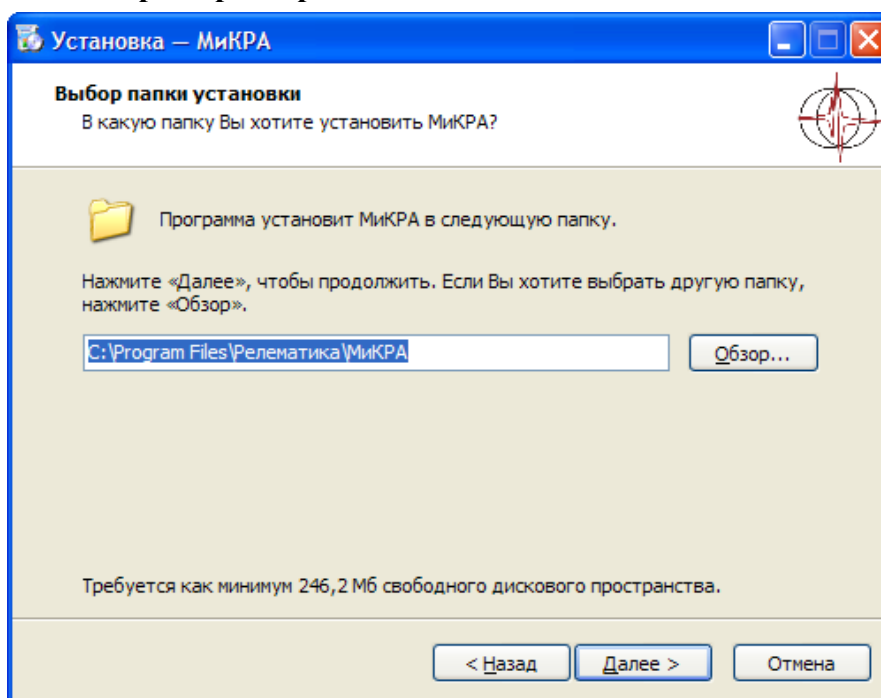 Установка — МиКРА
Выбор папки установки
В какую папку Вы хотите установить МиКРА?
Программа установит МиКРА в следующую папку.
Нажмите «Далее», чтобы продолжить. Если Вы хотите выбрать другую папку,
нажмите «Обзор».
C:\Program Files\Релематика\МиКРА
Обзор...
Требуется как минимум 246,2 Мб свободного дискового пространства.
< Назад
Далее >
Отмена